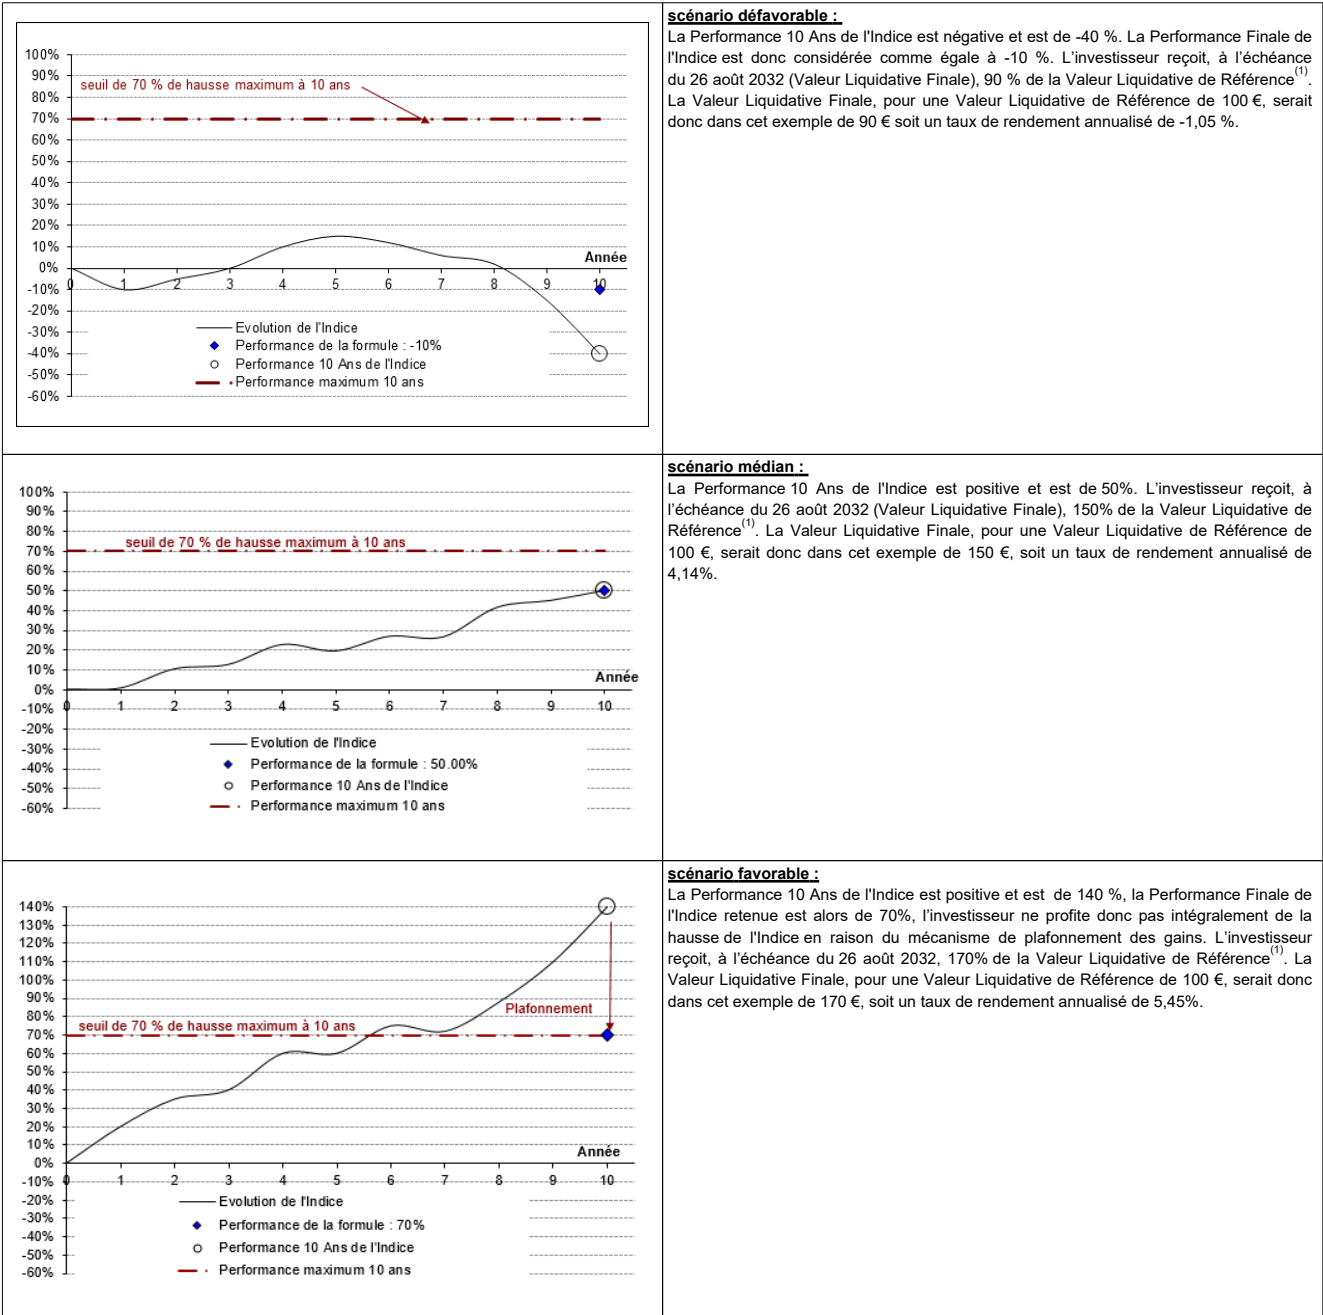 100%
90%
seuil de 70 % de hausse maximum à 10 ans
80%
70%
60%
50%
40%
30%
20%
10%
Année
0%
0 1 2 3 4 5 6 7 8 9 10
-10%
-20%
-30%
Evolution de l'Indice
-40%
Performance de la formule : -10%
-50%
Performance 10 Ans de l'Indice
-60%
Performance maximum 10 ans
scénario défavorable :
La Performance 10 Ans de l'Indice est négative et est de -40 %. La Performance Finale de
l'Indice est donc considérée comme égale à -10 %. L'investisseur reçoit, à l'échéance
du 26 août 2032 (Valeur Liquidative Finale), 90 % de la Valeur Liquidative de Référence(1).
La Valeur Liquidative Finale, pour une Valeur Liquidative de Référence de 100 €, serait
donc dans cet exemple de 90 € soit un taux de rendement annualisé de -1,05 %.
100%
90%
80%
seuil de 70 % de hausse maximum à 10 ans
70%
60%
50%
40%
30%
20%
10%
Année
0%
0 1 2 3 4 5 6 7 8 9 10
-10%
-20%
-30%
Evolution de l'Indice
-40%
Performance de la formule : 50.00%
-50%
Performance 10 Ans de l'Indice
-60%
Performance maximum 10 ans
scénario médian :
La Performance 10 Ans de l'Indice est positive et est de 50%. L'investisseur reçoit, à
l'échéance du 26 août 2032 (Valeur Liquidative Finale), 150% de la Valeur Liquidative de
Référence(1). La Valeur Liquidative Finale, pour une Valeur Liquidative de Référence de
100 €, serait donc dans cet exemple de 150 €, soit un taux de rendement annualisé de
4,14%.
140%
130%
120%
110%
100%
90%
Plafonnement
80%
seuil de 70 % de hausse maximum à 10 ans
70%
60%
50%
40%
30%
20%
10%
Année
0%
0 1 2 3 4 5 6 7 8 9 10
-10%
-20%
Evolution de l'Indice
-30%
Performance de la formule : 70%
-40%
Performance 10 Ans de l'Indice
-50%
Performance maximum 10 ans
-60%
scénario favorable :
La Performance 10 Ans de l'Indice est positive et est de 140 %, la Performance Finale de
l'Indice retenue est alors de 70%, l'investisseur ne profite donc pas intégralement de la
hausse de l'Indice en raison du mécanisme de plafonnement des gains. L'investisseur
reçoit, à l'échéance du 26 août 2032, 170% de la Valeur Liquidative de Référence(1). La
Valeur Liquidative Finale, pour une Valeur Liquidative de Référence de 100 €, serait donc
dans cet exemple de 170 €, soit un taux de rendement annualisé de 5,45%.